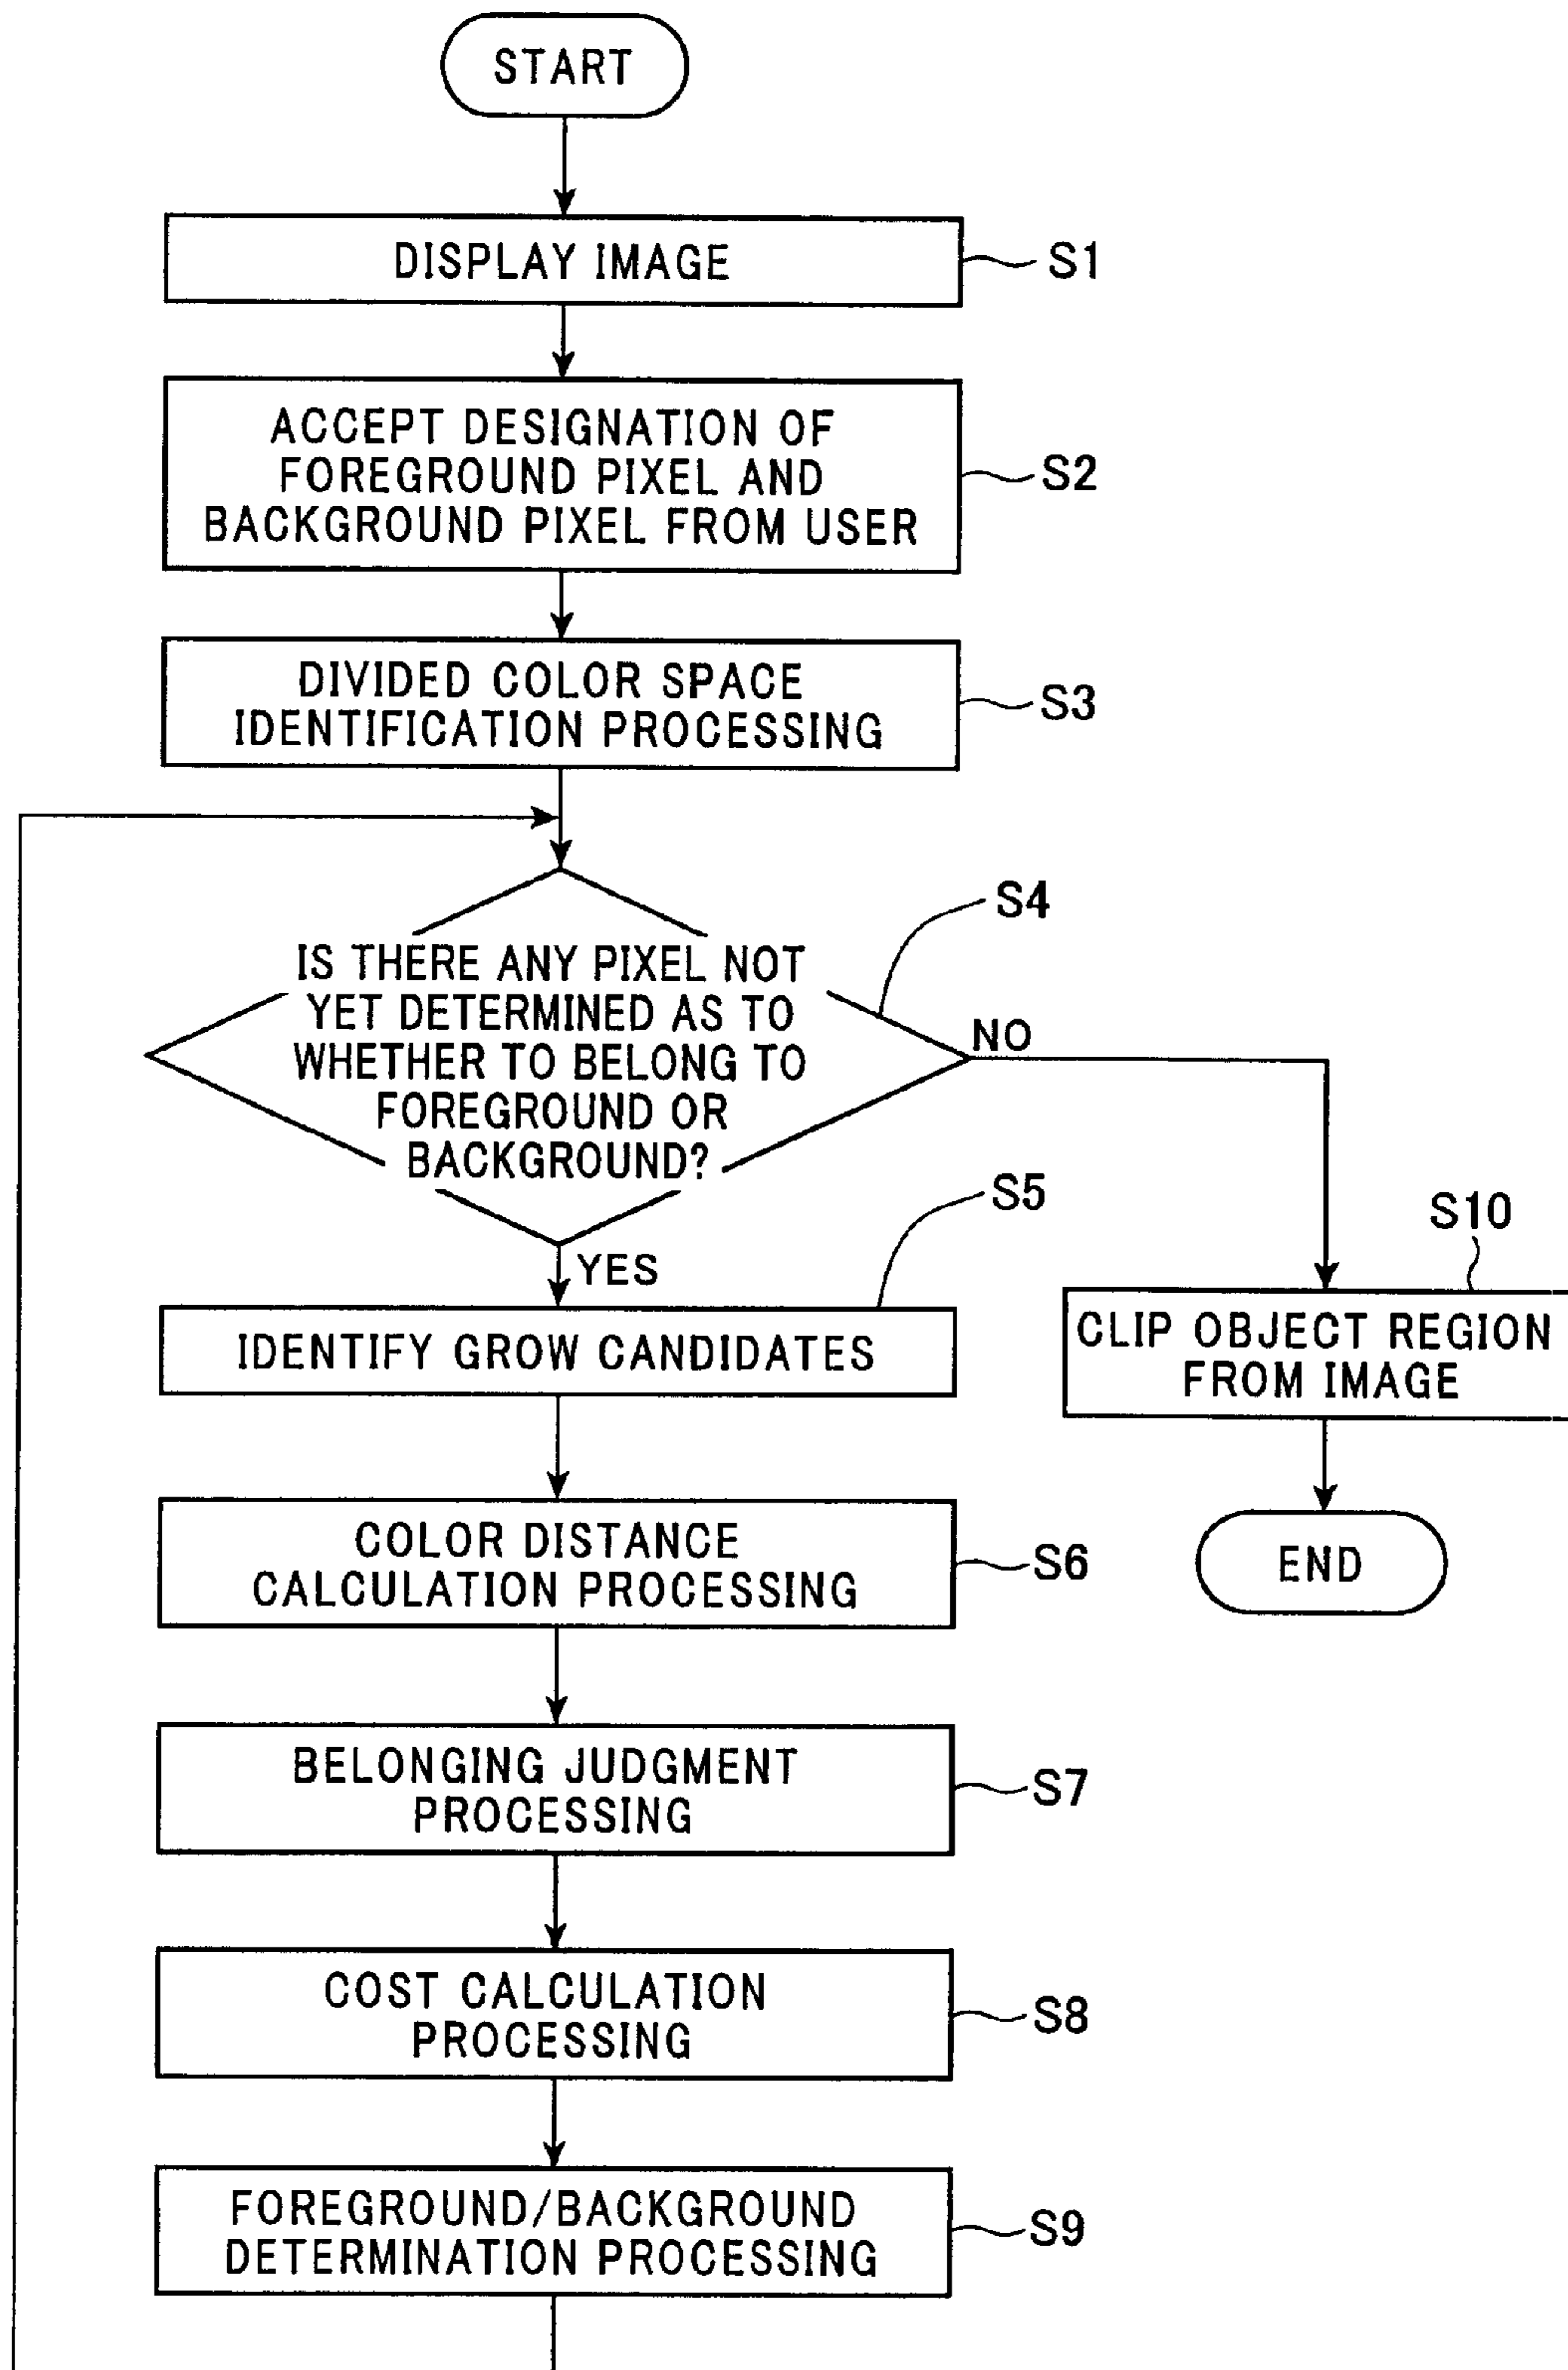 START
DISPLAY IMAGE
S1
ACCEPT DESIGNATION OF
FOREGROUND PIXEL AND
BACKGROUND PIXEL FROM USER
S2
DIVIDED COLOR SPACE
IDENTIFICATION PROCESSING
S3
IS THERE ANY PIXEL NOT
YET DETERMINED AS TO
WHETHER TO BELONG TO
FOREGROUND OR
BACKGROUND?
S4
NO
YES
S5
IDENTIFY GROW CANDIDATES
S10
CLIP OBJECT REGION
FROM IMAGE
END
COLOR DISTANCE
CALCULATION PROCESSING
S6
BELONGING JUDGMENT
PROCESSING
S7
COST CALCULATION
PROCESSING
S8
FOREGROUND/BACKGROUND
DETERMINATION PROCESSING
S9